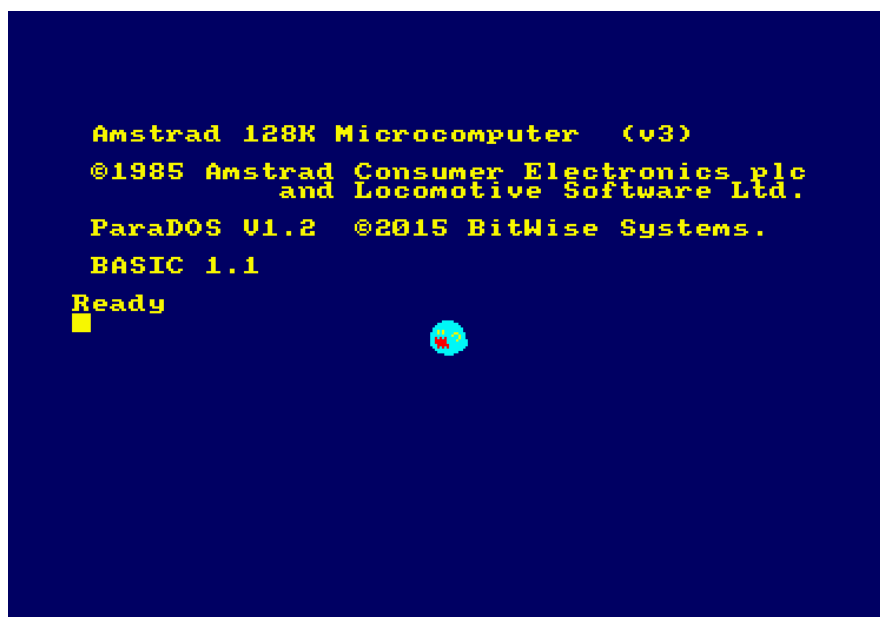 Amstrad 128K Microcomputer (v3)
©1985 Amstrad Consumer Electronics plc
and Locomotive Software Ltd.
ParaDOS V1.2 ©2015 BitWise Systems.
BASIC 1.1
Ready